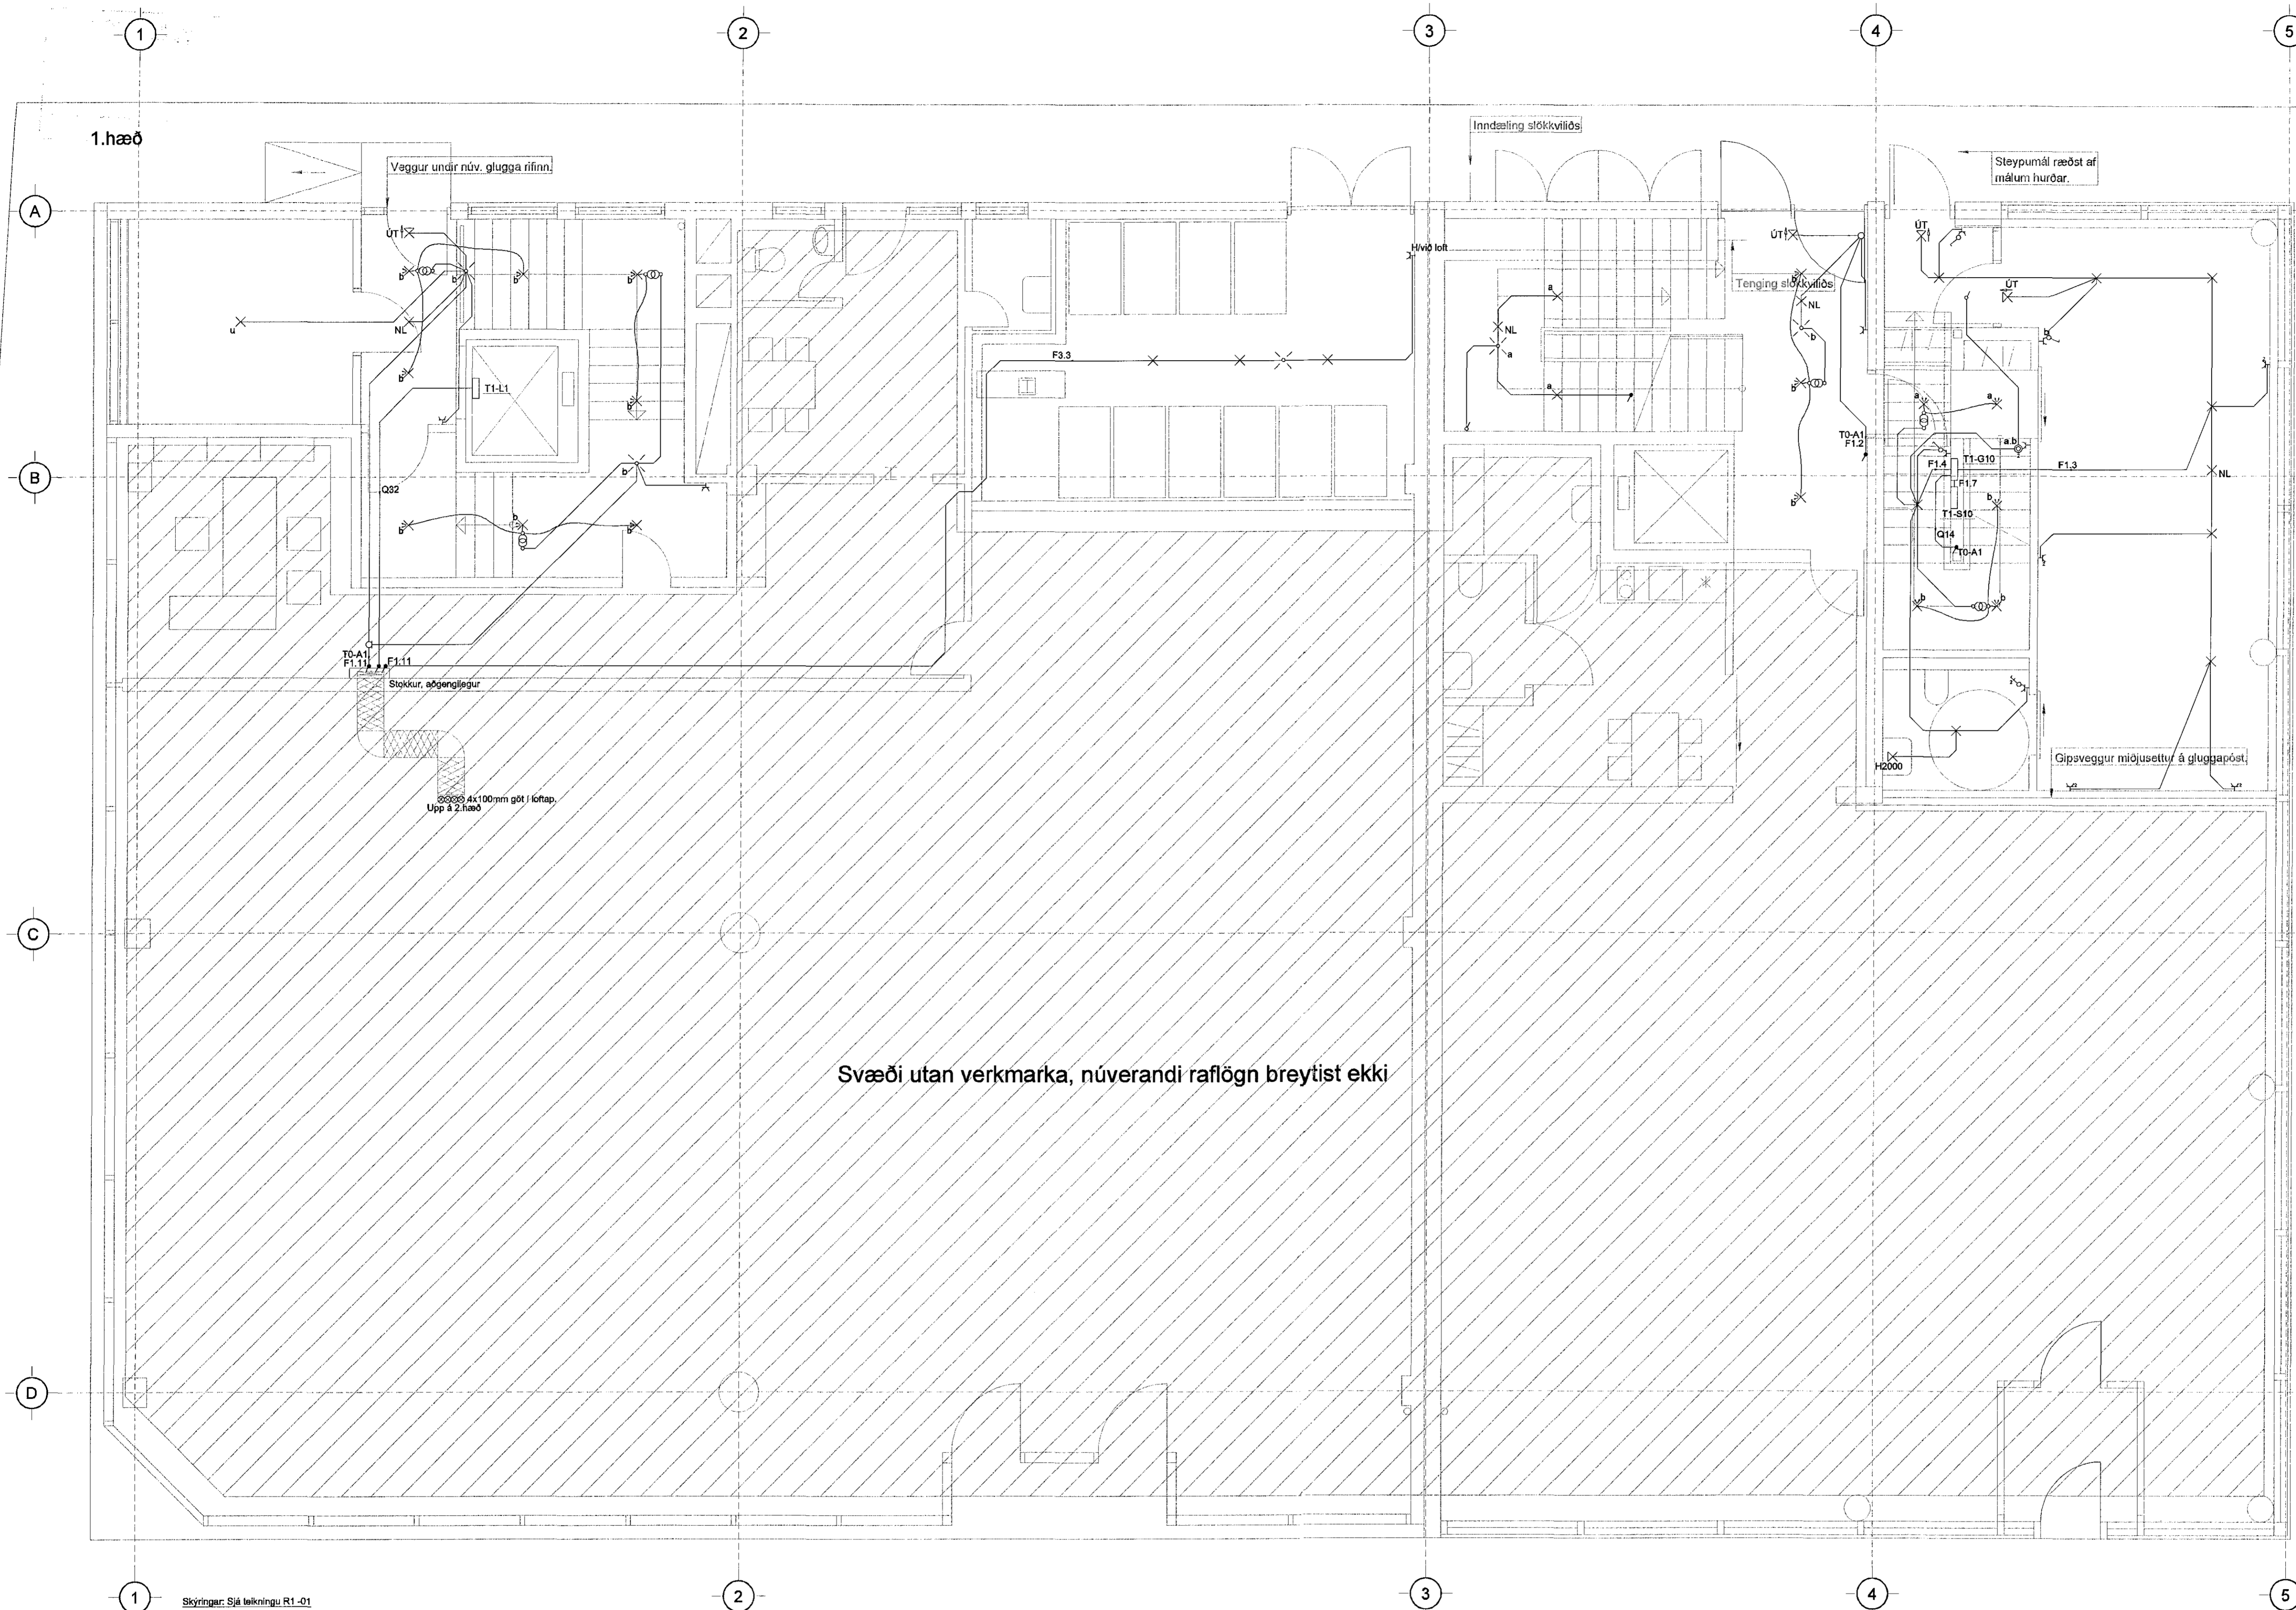 1
2
3
4
5
1.hæð
Inndæling slökkviliðs
Veggur undir núv. glugga rifinn.
Steypumál ræðst af
málum hurðar.
A
ÚT
ÚT
ÚT
H/við loft
b
b
b
b
b
Tenging slökkviliðs
ÚT
a
NL
u
NL
NL
b
b
a
F3.3
b
T1-L1
a
b
b
a
a
T0-A1
F1.2
a.b
b
B
T1-G10
F1.4
F1.3
NL
F1.7
Q32
b
T1-S10
b
b
b
b
Q14
T0-A1
b
b
T0-A1
F1.11
F1.11
Stokkur, aðgengilegur
H2000
Gipsveggur miðjusettur á gluggapóst.
4x100mm göt í loftap.
Upp á 2.hæð
C
Svæði utan verkmarka, núverandi raflögn breytist ekki
D
1
2
3
4
5
Skýringar: Sjá teikningu R1 -01